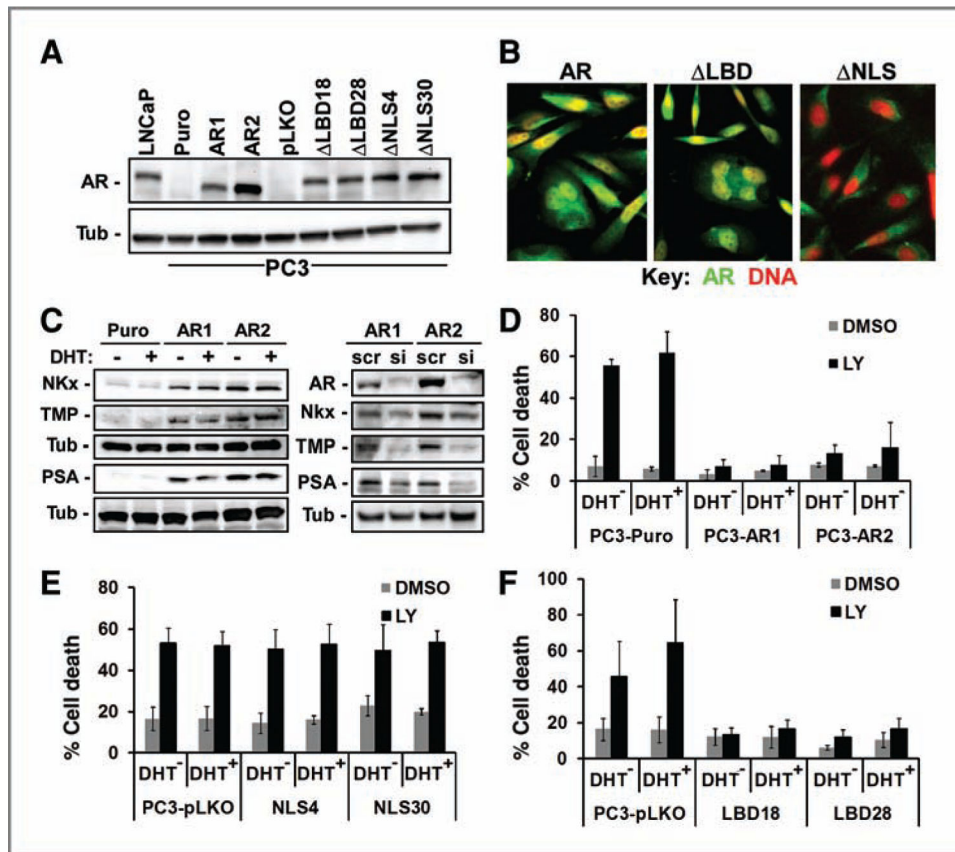 A
LNCaP
Puro
AR1
AR2
pLKO
ΔLBD18
ΔLBD28
ΔNLS4
ΔNLS30
AR -
Tub -
PC3
B
AR ΔLBD ΔNLS
Key: AR DNA
C
Puro AR1 AR2
DHT: - + - + - +
NKx -
TMP -
Tub -
PSA -
Tub -
AR1 AR2
scr si scr si
AR -
Nkx -
TMP -
PSA -
Tub -
D
% Cell death
80
60
40
20
0
DMSO
LY
DHT- DHT+ DHT- DHT+ DHT- DHT+
PC3-Puro PC3-AR1 PC3-AR2
E
% Cell death
80
60
40
20
0
DMSO
LY
DHT- DHT+ DHT- DHT+ DHT- DHT+
PC3-pLKO NLS4 NLS30
F
% Cell death
100
80
60
40
20
0
DMSO
LY
DHT- DHT+ DHT- DHT+ DHT- DHT+
PC3-pLKO LBD18 LBD28